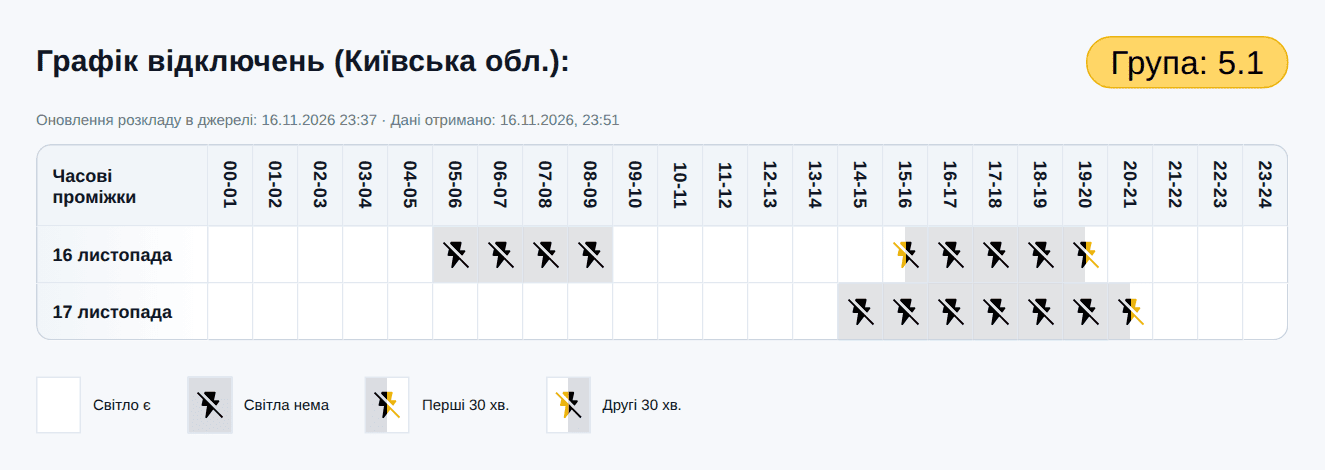 Графік відключень (Київська обл.):
Група: 5.1
Оновлення розкладу в джерелі: 16.11.2026 23:37 · Дані отримано: 16.11.2026, 23:51
Часові
проміжки
00-01
01-02
02-03
03-04
04-05
05-06
06-07
07-08
08-09
09-10
10-11
11-12
12-13
13-14
14-15
15-16
16-17
17-18
18-19
19-20
20-21
21-22
22-23
23-24
16 листопада
17 листопада
Світло є
Світла нема
Перші 30 хв.
Другі 30 хв.